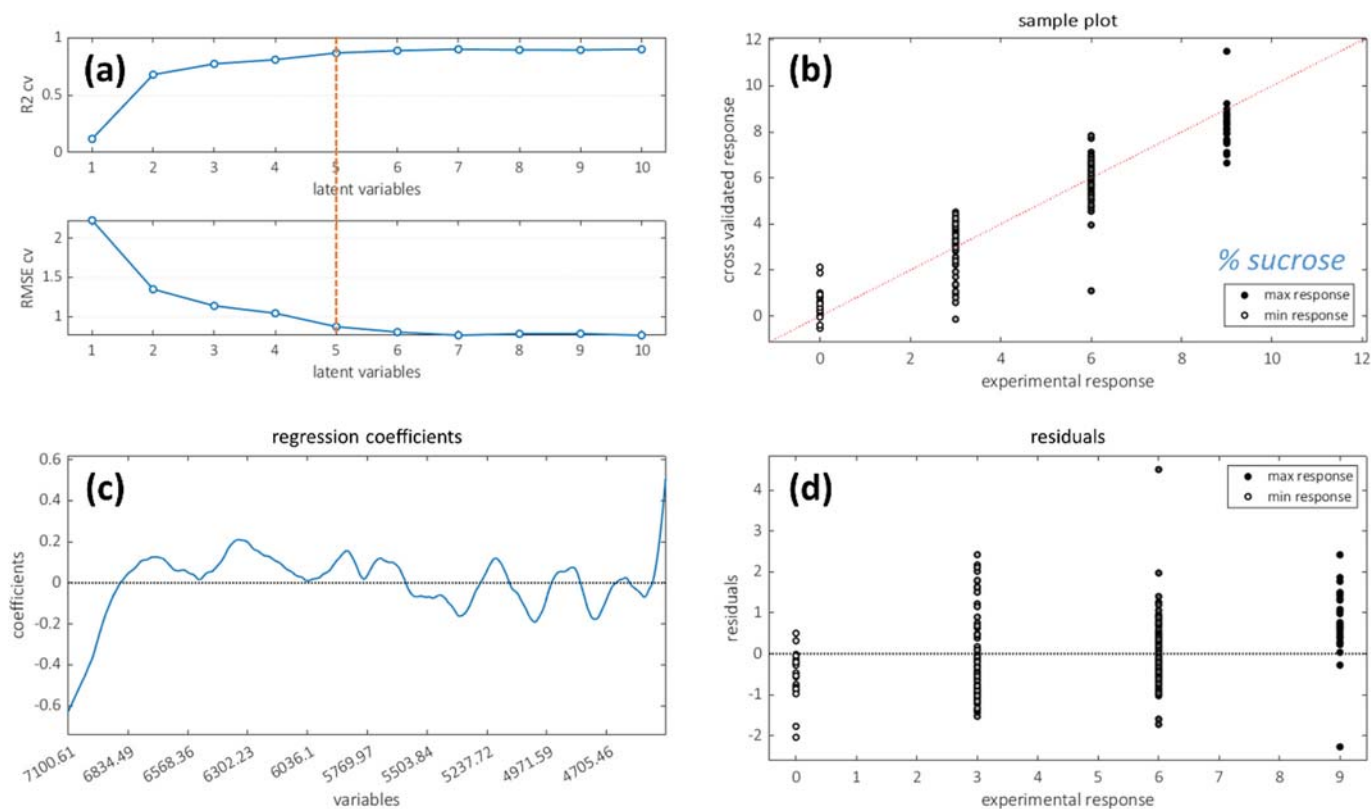 (a)
R2 cv
1
0.5
0
1 2 3 4 5 6 7 8 9 10
latent variables
RMSE cv
2
1.5
1
1 2 3 4 5 6 7 8 9 10
latent variables
sample plot
(b)
cross validated response
12
10
8
6
4
2
0
% sucrose
max response
min response
0 2 4 6 8 10 12
experimental response
regression coefficients
(c)
coefficients
0.6
0.4
0.2
0
-0.2
-0.4
-0.6
7100.61 6834.49 6568.36 6302.23 6036.1 5769.97 5503.84 5237.72 4971.59 4705.46
variables
residuals
(d)
residuals
4
3
2
1
0
-1
-2
max response
min response
0 1 2 3 4 5 6 7 8 9
experimental response